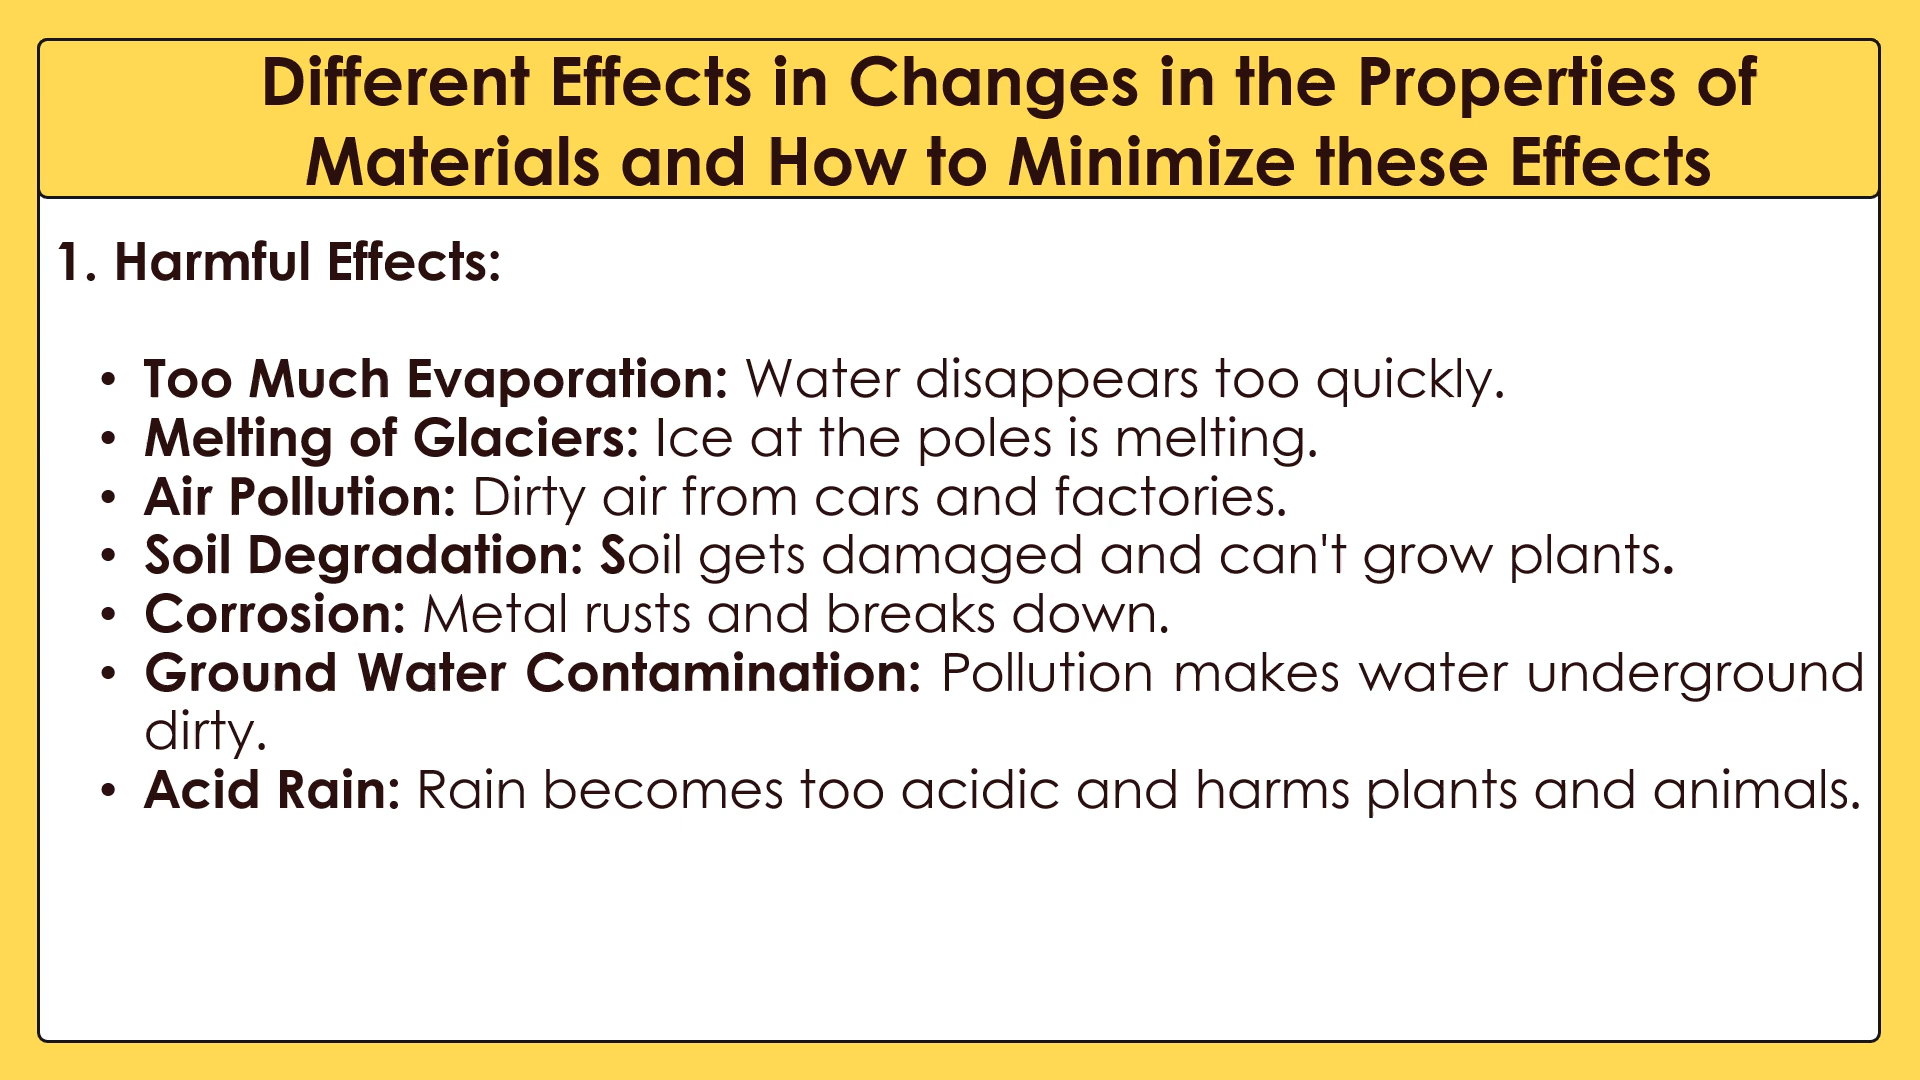 Different Effects in Changes in the Properties of
Materials and How to Minimize these Effects
1. Harmful Effects:
• Too Much Evaporation: Water disappears too quickly.
• Melting of Glaciers: Ice at the poles is melting.
• Air Pollution: Dirty air from cars and factories.
• Soil Degradation: Soil gets damaged and can't grow plants.
• Corrosion: Metal rusts and breaks down.
• Ground Water Contamination: Pollution makes water underground
dirty.
• Acid Rain: Rain becomes too acidic and harms plants and animals.